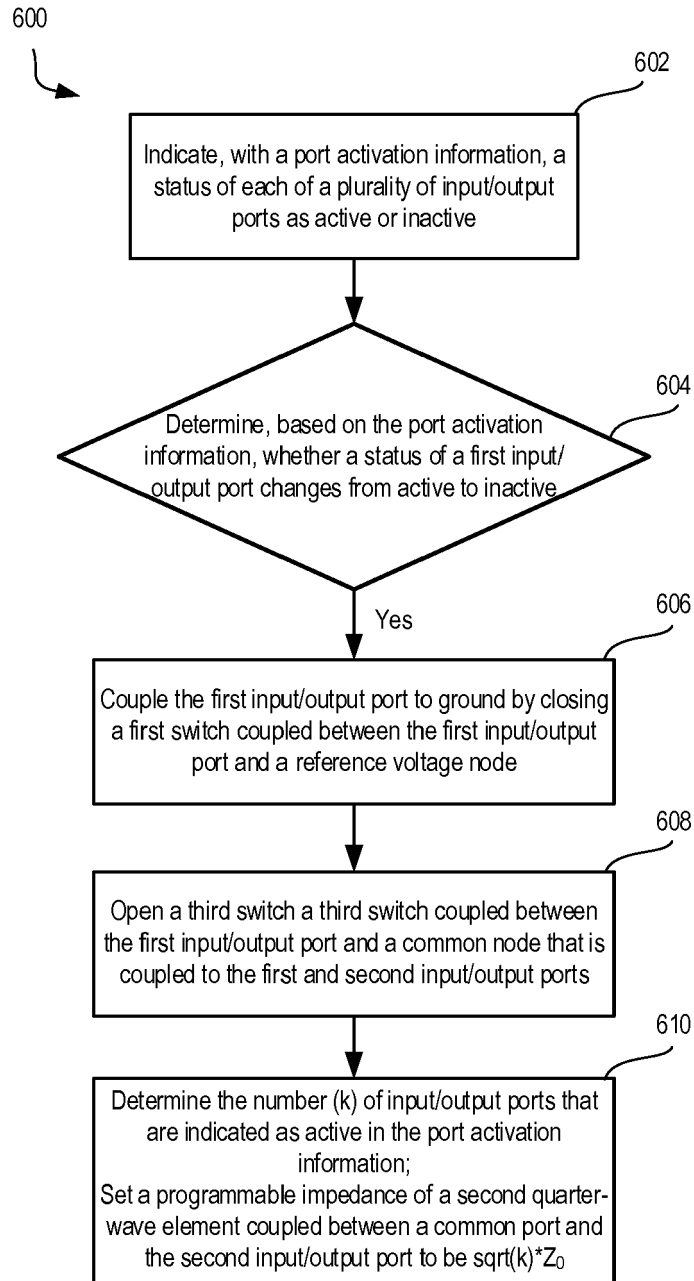 600
602
Indicate, with a port activation information, a
status of each of a plurality of input/output
ports as active or inactive
604
Determine, based on the port activation
information, whether a status of a first input/
output port changes from active to inactive
Yes
606
Couple the first input/output port to ground by closing
a first switch coupled between the first input/output
port and a reference voltage node
608
Open a third switch a third switch coupled between
the first input/output port and a common node that is
coupled to the first and second input/output ports
610
Determine the number (k) of input/output ports that
are indicated as active in the port activation
information;
Set a programmable impedance of a second quarter-
wave element coupled between a common port and
the second input/output port to be sqrt(k)*Z₀